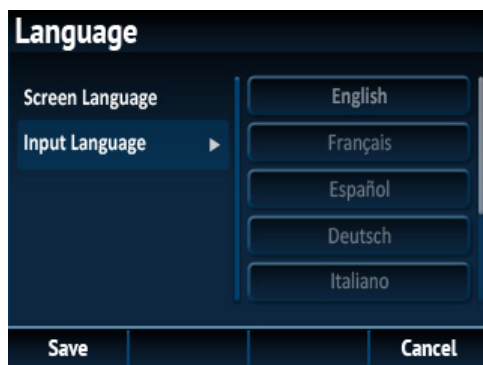 Language
Screen Language
Input Language
English
Français
Español
Deutsch
Italiano
Save
Cancel